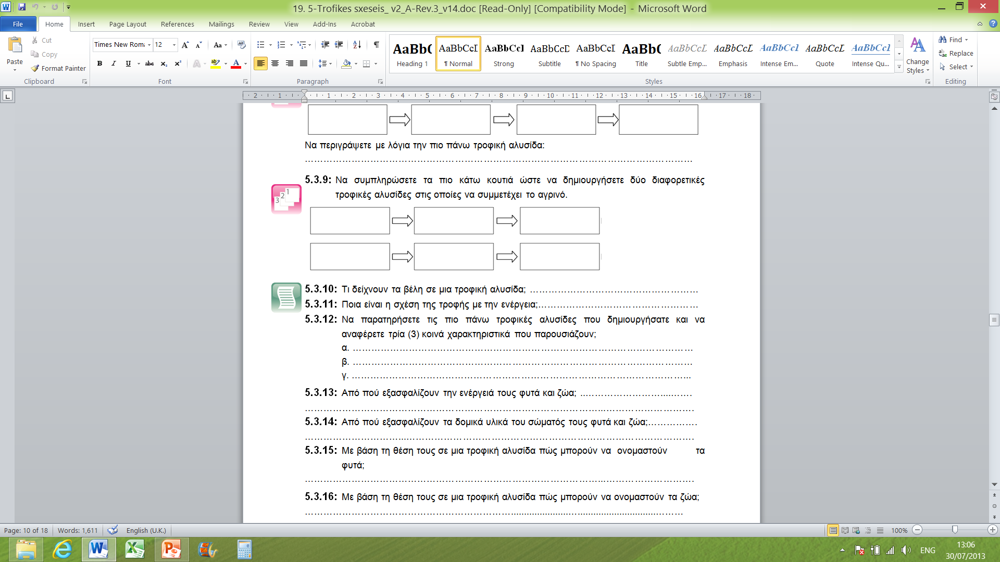 19. 5-Trofikes sxeseis_ v2_A-Rev.3_v14.doc [Read-Only] [Compatibility Mode] - Microsoft Word
File Home Insert Page Layout References Mailings Review View Add-Ins Acrobat
Paste Cut Copy Format Painter
Clipboard
Times New Roma 12
Font
Paragraph
AaBbC AaBbCcI AaBbCcI AaBbCcD AaBbCcI AaBbC AaBbCcL AaBbCcL AaBbCcI AaBbCcL AaBbCcI
Heading 1 ¶ Normal Strong Subtitle ¶ No Spacing Title Subtle Emp... Emphasis Intense Em... Quote Intense Qu...
Styles
Change Styles
Find
Replace
Select
Editing
2 1 1 2 3 4 5 6 7 8 9 10 11 12 13 14 15 16 17 18
Να περιγράψετε με λόγια την πιο πάνω τροφική αλυσίδα:
……………………………………………………………………………………………………………
5.3.9: Να συμπληρώσετε τα πιο κάτω κουτιά ώστε να δημιουργήσετε δύο διαφορετικές
τροφικές αλυσίδες στις οποίες να συμμετέχει το αγρινό.
1 2 3
5.3.10: Τι δείχνουν τα βέλη σε μια τροφική αλυσίδα; ………………………………………………
5.3.11: Ποια είναι η σχέση της τροφής με την ενέργεια;……………………………………………
5.3.12: Να παρατηρήσετε τις πιο πάνω τροφικές αλυσίδες που δημιουργήσατε και να
αναφέρετε τρία (3) κοινά χαρακτηριστικά που παρουσιάζουν;
α. ………………………………………………………………………………………………
β. ………………………………………………………………………………………………
γ. ……………………………………………………………………………………………...
5.3.13: Από πού εξασφαλίζουν την ενέργειά τους φυτά και ζώα; ..……………………....…….
…………………………………………………………………………………...……………………….
5.3.14: Από πού εξασφαλίζουν τα δομικά υλικά του σώματός τους φυτά και ζώα;…………….
…………………………...……………………………………………………………………………….
5.3.15: Με βάση τη θέση τους σε μια τροφική αλυσίδα πώς μπορούν να ονομαστούν τα
φυτά;
…………………………………………………………………………………...……………………….
5.3.16: Με βάση τη θέση τους σε μια τροφική αλυσίδα πώς μπορούν να ονομαστούν τα ζώα;
…………………………………………………………......................…..............................………
Page: 10 of 18 Words: 1,611 English (U.K.) 100%
ENG 13:06
30/07/2013